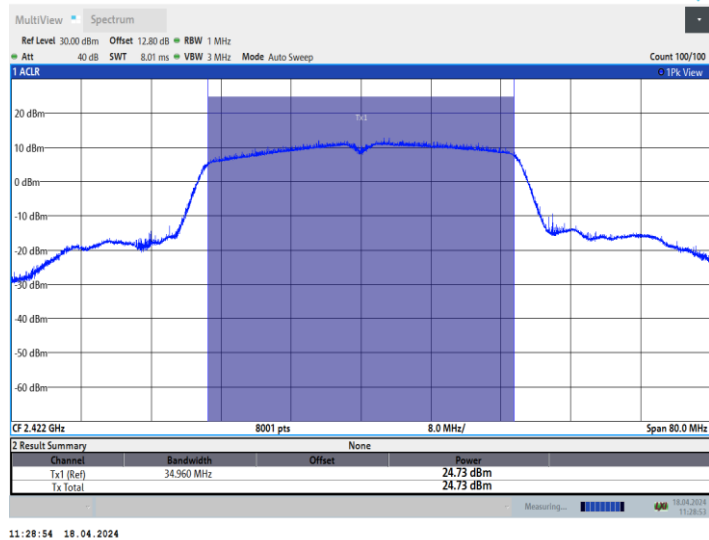 MultiView Spectrum
Ref Level 30.00 dBm Offset 12.80 dB RBW 1 MHz
Att 40 dB SWT 8.01 ms VBW 3 MHz Mode Auto Sweep Count 100/100
1 ACLR 1Pk View
Tx1
20 dBm
10 dBm
0 dBm
-10 dBm
-20 dBm
-30 dBm
-40 dBm
-50 dBm
-60 dBm
CF 2.422 GHz 8001 pts 8.0 MHz/ Span 80.0 MHz
2 Result Summary None
Channel Bandwidth Offset Power
Tx1 (Ref) 34.960 MHz 24.73 dBm
Tx Total 24.73 dBm
Measuring... 18.04.2024
11:28:53
11:28:54 18.04.2024